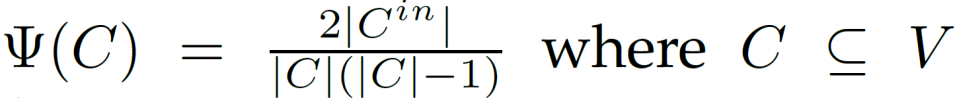 Ψ(C) = 2|C^{in}| / |C|(|C|−1) where C ⊆ V